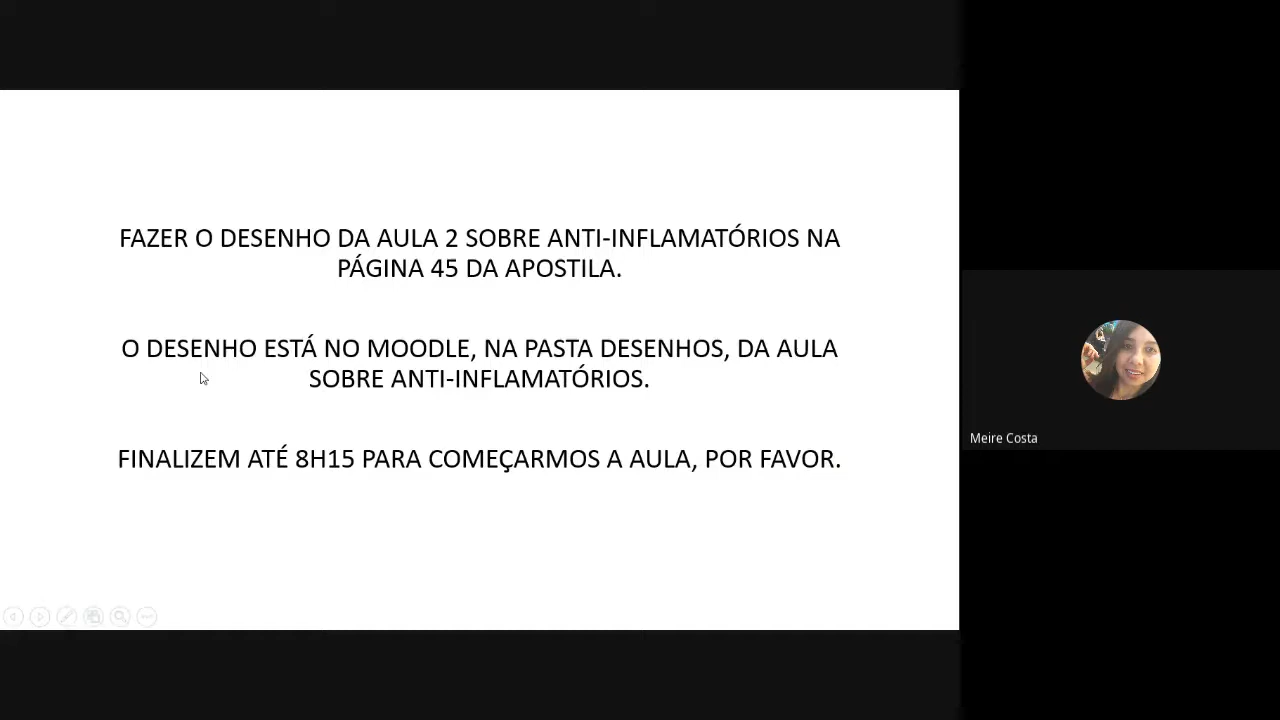 FAZER O DESENHO DA AULA 2 SOBRE ANTI-INFLAMATÓRIOS NA
PÁGINA 45 DA APOSTILA.
O DESENHO ESTÁ NO MOODLE, NA PASTA DESENHOS, DA AULA
SOBRE ANTI-INFLAMATÓRIOS.
FINALIZEM ATÉ 8H15 PARA COMEÇARMOS A AULA, POR FAVOR.
Meire Costa